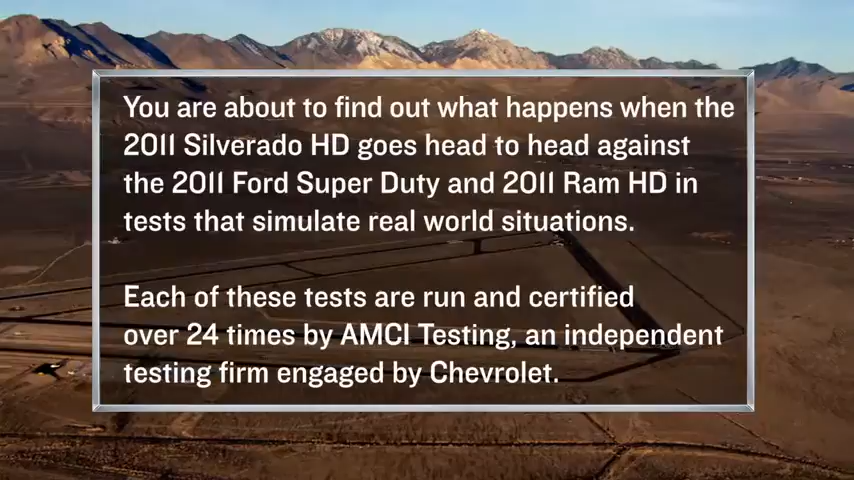 You are about to find out what happens when the
2011 Silverado HD goes head to head against
the 2011 Ford Super Duty and 2011 Ram HD in
tests that simulate real world situations.
Each of these tests are run and certified
over 24 times by AMCI Testing, an independent
testing firm engaged by Chevrolet.